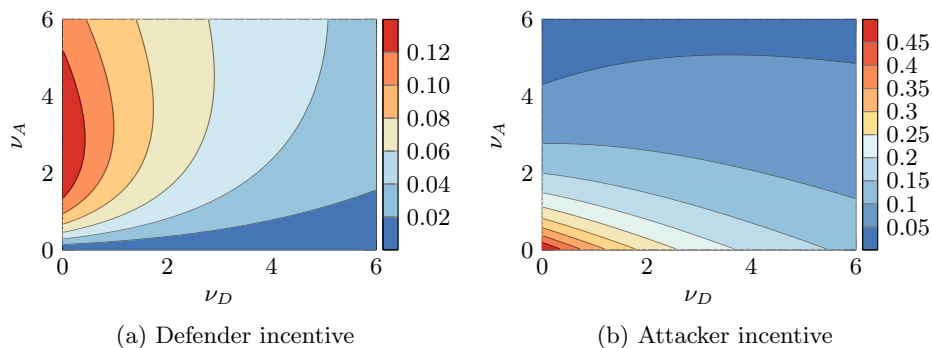 6
4
2
0
ν_A
0 2 4 6
ν_D
0.12
0.10
0.08
0.06
0.04
0.02
(a) Defender incentive
6
4
2
0
ν_A
0 2 4 6
ν_D
0.45
0.4
0.35
0.3
0.25
0.2
0.15
0.1
0.05
(b) Attacker incentive